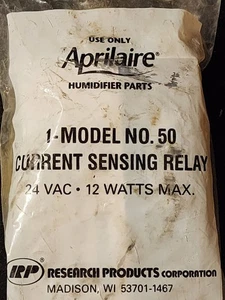 USE ONLY
Aprilaire®
HUMIDIFIER PARTS
1-MODEL NO. 50
CURRENT SENSING RELAY
24 VAC • 12 WATTS MAX.
RP RESEARCH PRODUCTS CORPORATION
MADISON, WI 53701-1467